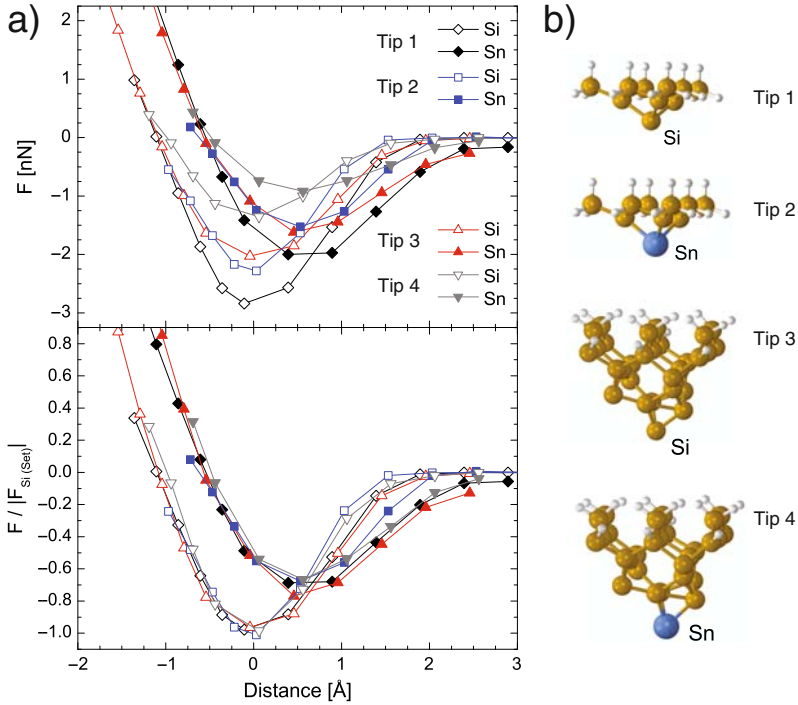 a)
F [nN]
2
1
0
−1
−2
−3
Tip 1
Si
Sn
Tip 2
Si
Sn
Tip 3
Si
Sn
Tip 4
Si
Sn
F / |F Si (Set)|
0.8
0.6
0.4
0.2
0.0
-0.2
-0.4
-0.6
-0.8
-1.0
−2 −1 0 1 2 3
Distance [Å]
b)
Tip 1
Si
Tip 2
Sn
Tip 3
Si
Tip 4
Sn